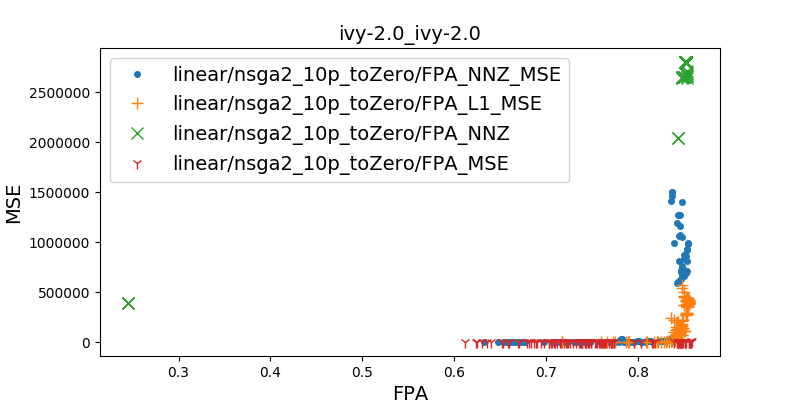 ivy-2.0_ivy-2.0
linear/nsga2_10p_toZero/FPA_NNZ_MSE
linear/nsga2_10p_toZero/FPA_L1_MSE
linear/nsga2_10p_toZero/FPA_NNZ
linear/nsga2_10p_toZero/FPA_MSE
MSE
2500000
2000000
1500000
1000000
500000
0
0.3 0.4 0.5 0.6 0.7 0.8
FPA